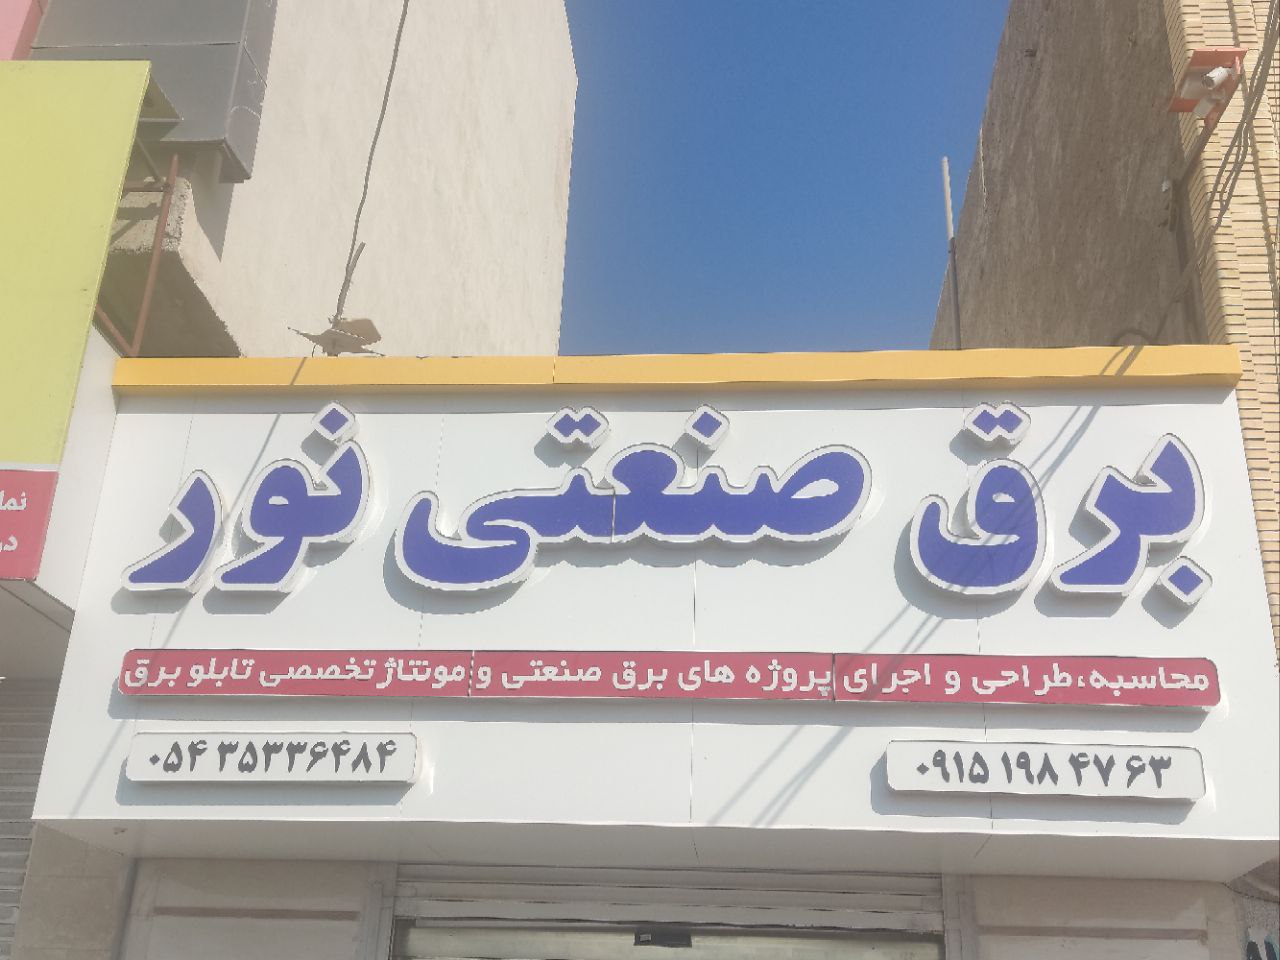 برق صنعتی نور
محاسبه، طراحی و اجرای پروژه های برق صنعتی و مونتاژ تخصصی تابلو برق
۰۹۱۵ ۱۹۸ ۴۷ ۶۳
۰۵۴ ۳۵۳۳۶۴۸۴